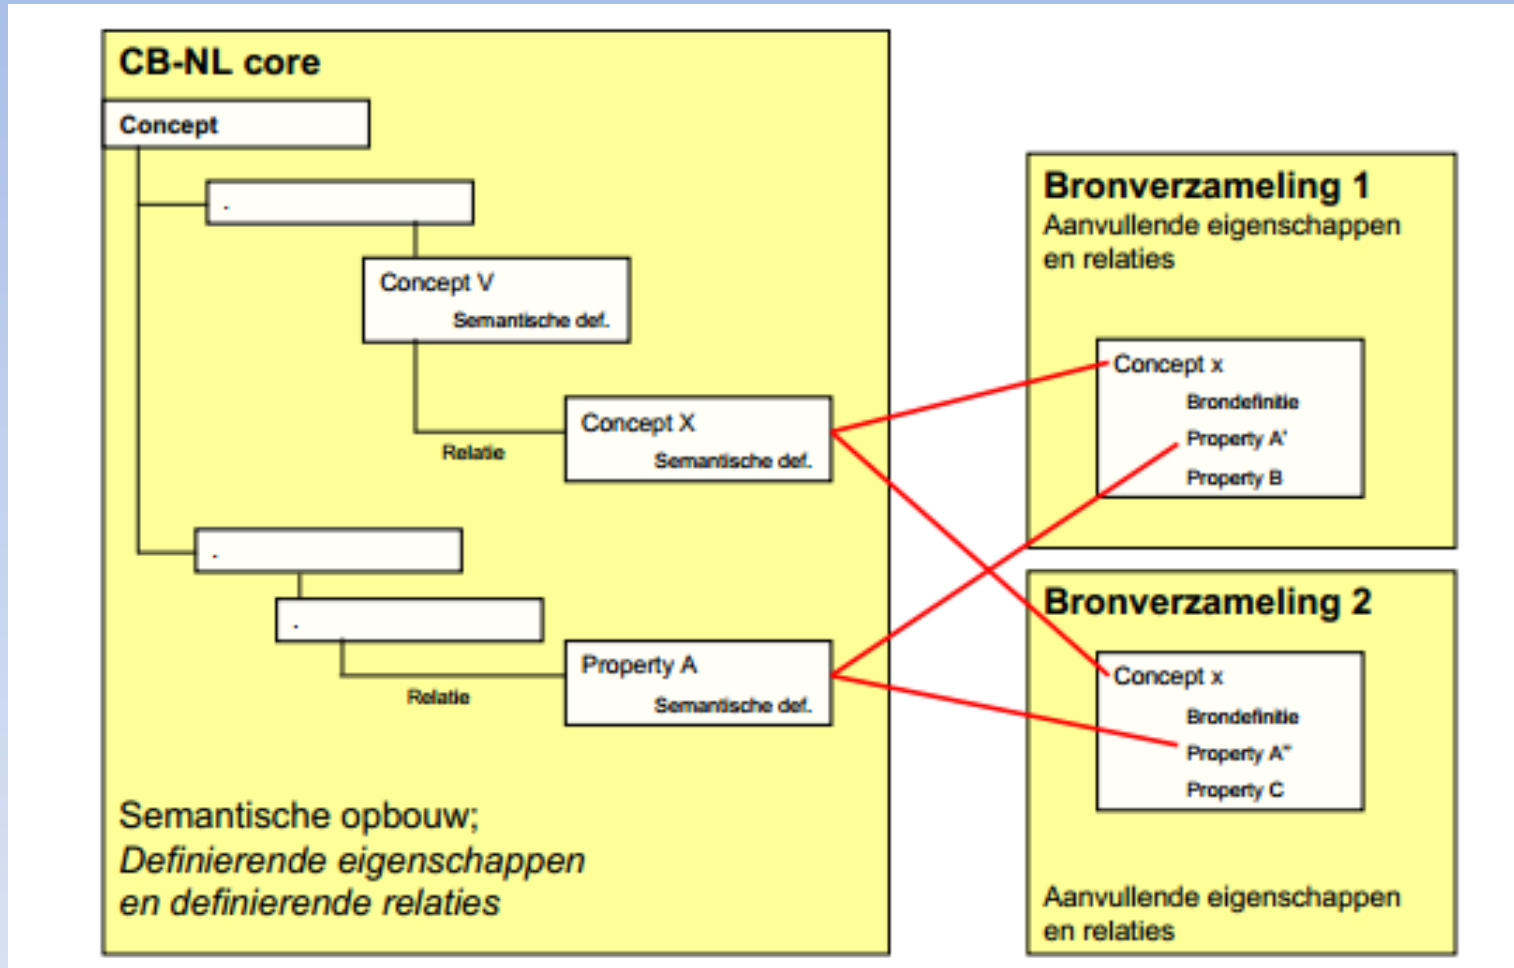 CB-NL core
Concept
.
Concept V
Semantische def.
Relatie
Concept X
Semantische def.
.
.
Relatie
Property A
Semantische def.
Semantische opbouw;
Definierende eigenschappen
en definierende relaties
Bronverzameling 1
Aanvullende eigenschappen
en relaties
Concept x
Brondefinitie
Property A'
Property B
Bronverzameling 2
Concept x
Brondefinitie
Property A"
Property C
Aanvullende eigenschappen
en relaties